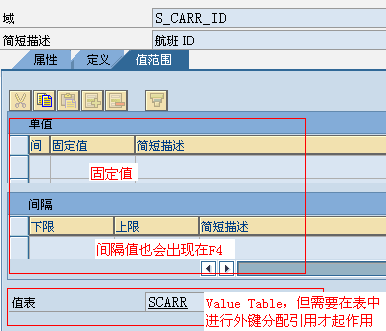 域 S_CARR_ID
简短描述 航班 ID
属性 定义 值范围
单值
间 固定值 简短描述
固定值
间隔
下限 上限 简短描述
间隔值也会出现在F4
值表 SCARR
Value Table，但需要在表中
进行外键分配引用才起作用